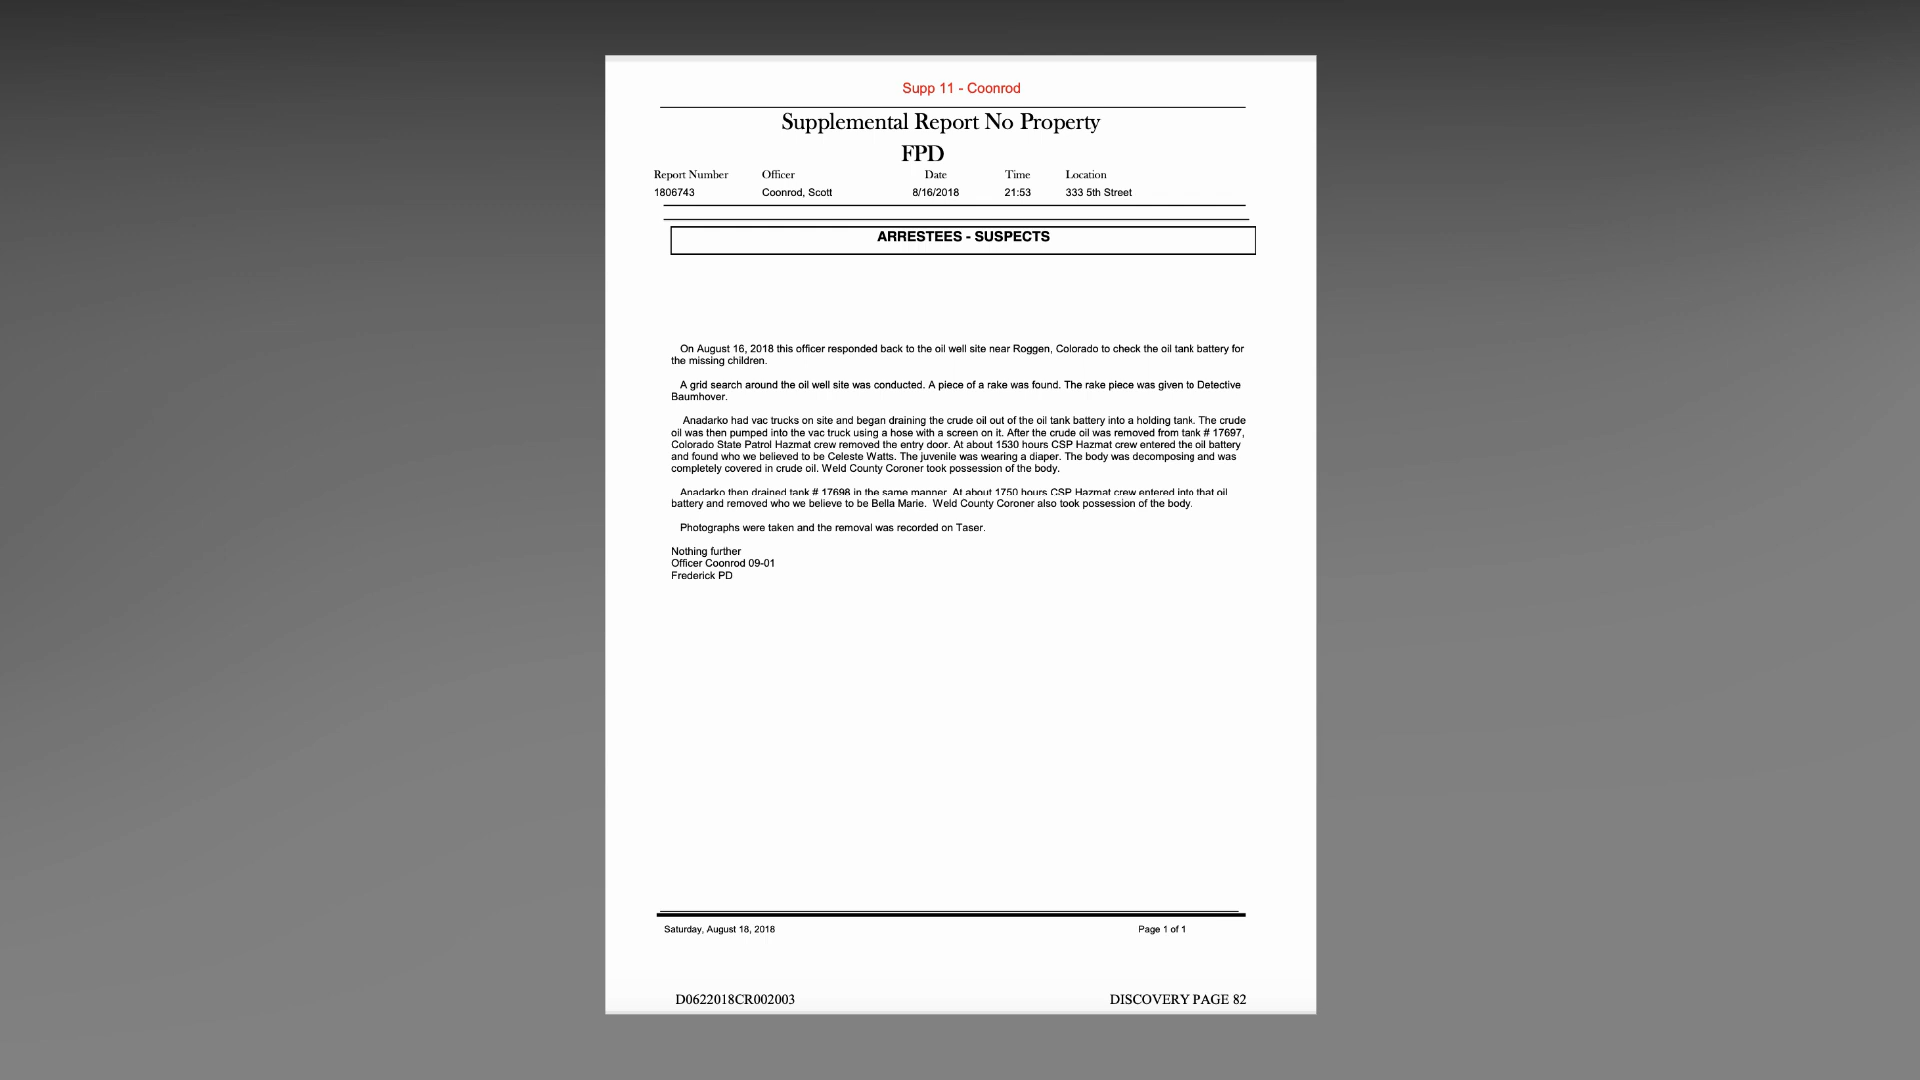 Supp 11 - Coonrod
Supplemental Report No Property
FPD
Report Number Officer Date Time Location
1806743 Coonrod, Scott 8/16/2018 21:53 333 5th Street
ARRESTEES - SUSPECTS
On August 16, 2018 this officer responded back to the oil well site near Roggen, Colorado to check the oil tank battery for
the missing children.
A grid search around the oil well site was conducted. A piece of a rake was found. The rake piece was given to Detective
Baumhover.
Anadarko had vac trucks on site and began draining the crude oil out of the oil tank battery into a holding tank. The crude
oil was then pumped into the vac truck using a hose with a screen on it. After the crude oil was removed from tank # 17697,
Colorado State Patrol Hazmat crew removed the entry door. At about 1530 hours CSP Hazmat crew entered the oil battery
and found who we believed to be Celeste Watts. The juvenile was wearing a diaper. The body was decomposing and was
completely covered in crude oil. Weld County Coroner took possession of the body.
Anadarko then drained tank # 17698 in the same manner. At about 1750 hours CSP Hazmat crew entered into that oil
battery and removed who we believe to be Bella Marie. Weld County Coroner also took possession of the body.
Photographs were taken and the removal was recorded on Taser.
Nothing further
Officer Coonrod 09-01
Frederick PD
Saturday, August 18, 2018 Page 1 of 1
D0622018CR002003 DISCOVERY PAGE 82